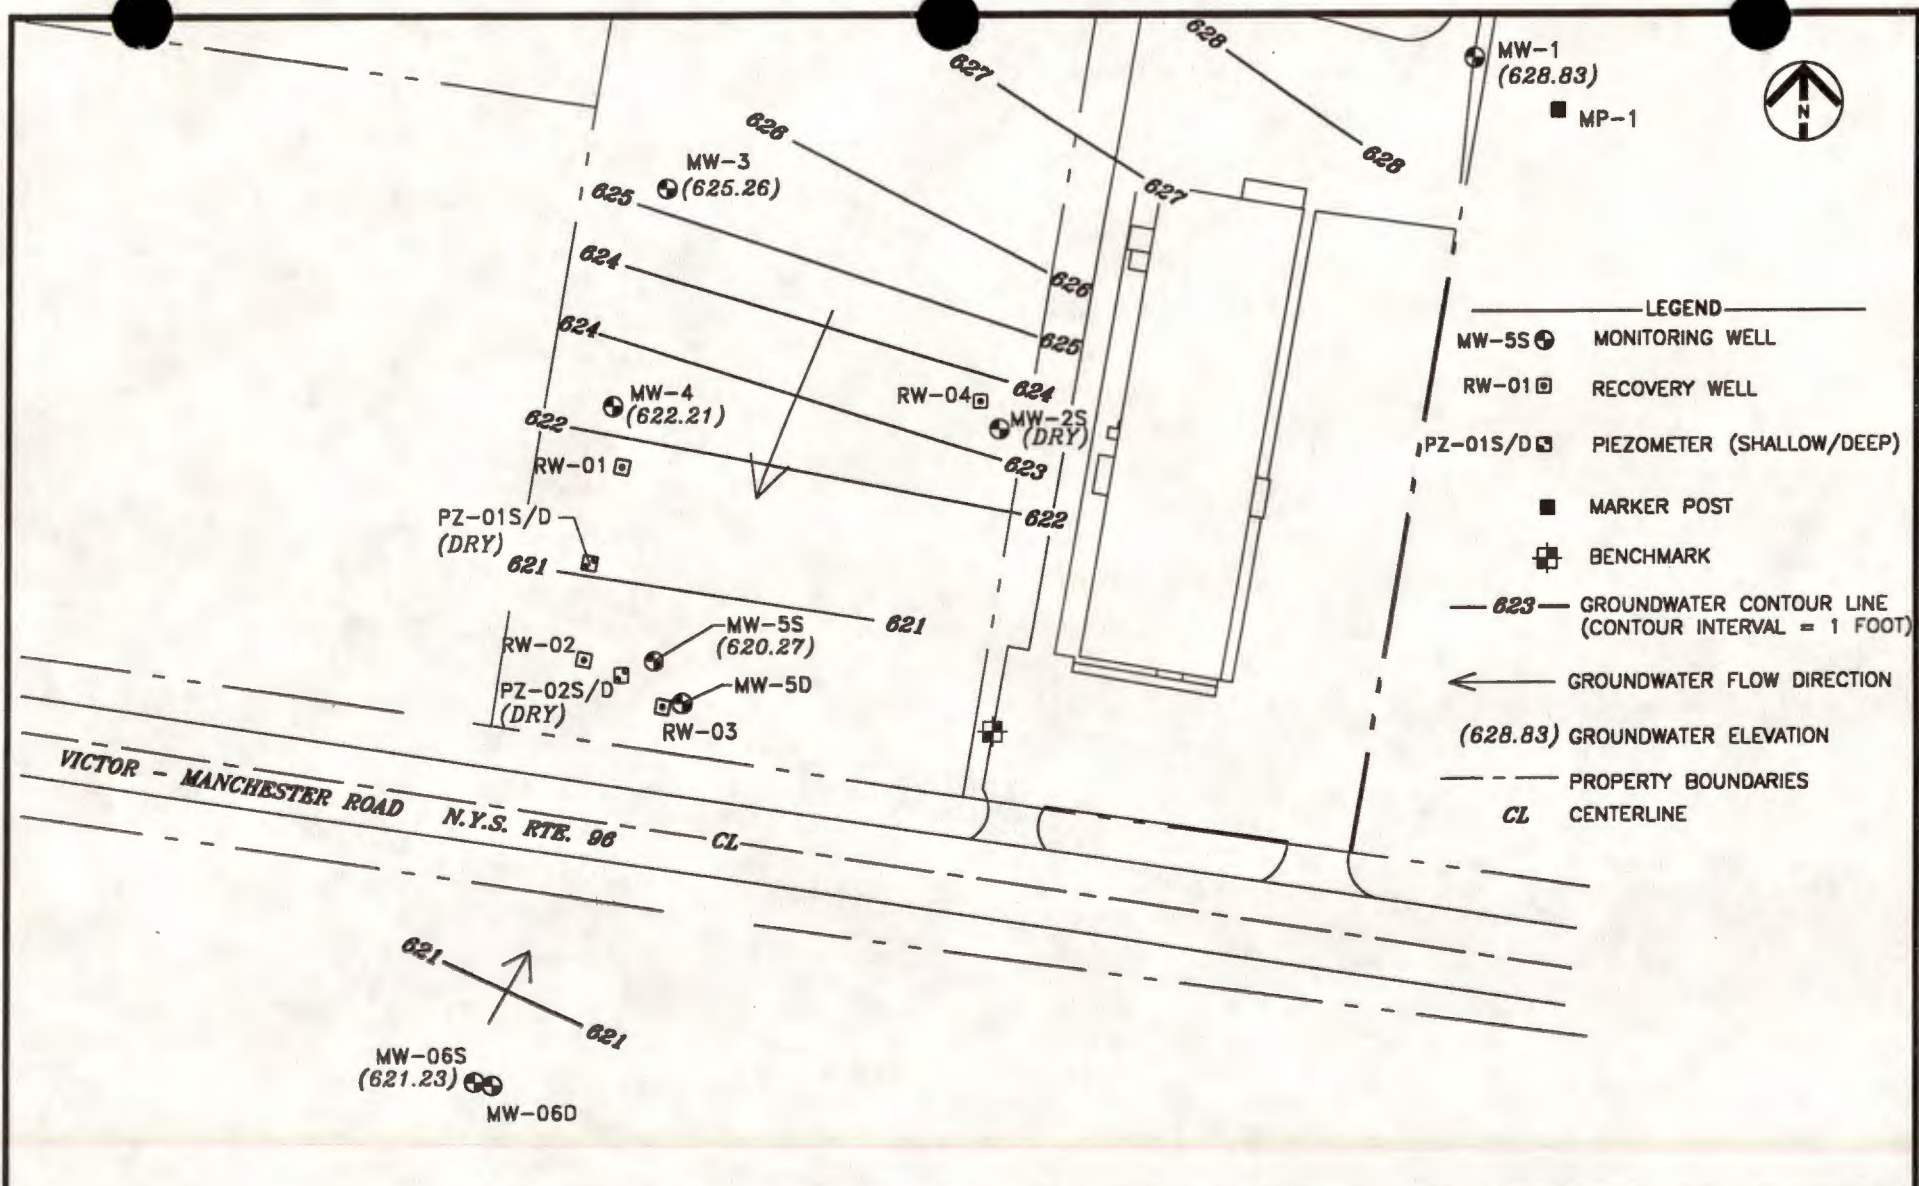 628
627
MW-1
(628.83)
MP-1
N
626
628
MW-3
(625.26)
627
625
624
626
LEGEND
624
625
MW-5S MONITORING WELL
MW-4
(622.21)
RW-04
624
RW-01 RECOVERY WELL
622
MW-2S
(DRY)
PZ-01S/D PIEZOMETER (SHALLOW/DEEP)
RW-01
623
PZ-01S/D
(DRY)
622
MARKER POST
621
BENCHMARK
623 GROUNDWATER CONTOUR LINE
(CONTOUR INTERVAL = 1 FOOT)
MW-5S
(620.27)
621
RW-02
PZ-02S/D
(DRY)
MW-5D
GROUNDWATER FLOW DIRECTION
RW-03
(628.83) GROUNDWATER ELEVATION
VICTOR - MANCHESTER ROAD N.Y.S. RTE. 96 CL
PROPERTY BOUNDARIES
CL CENTERLINE
621
621
MW-06S
(621.23)
MW-06D